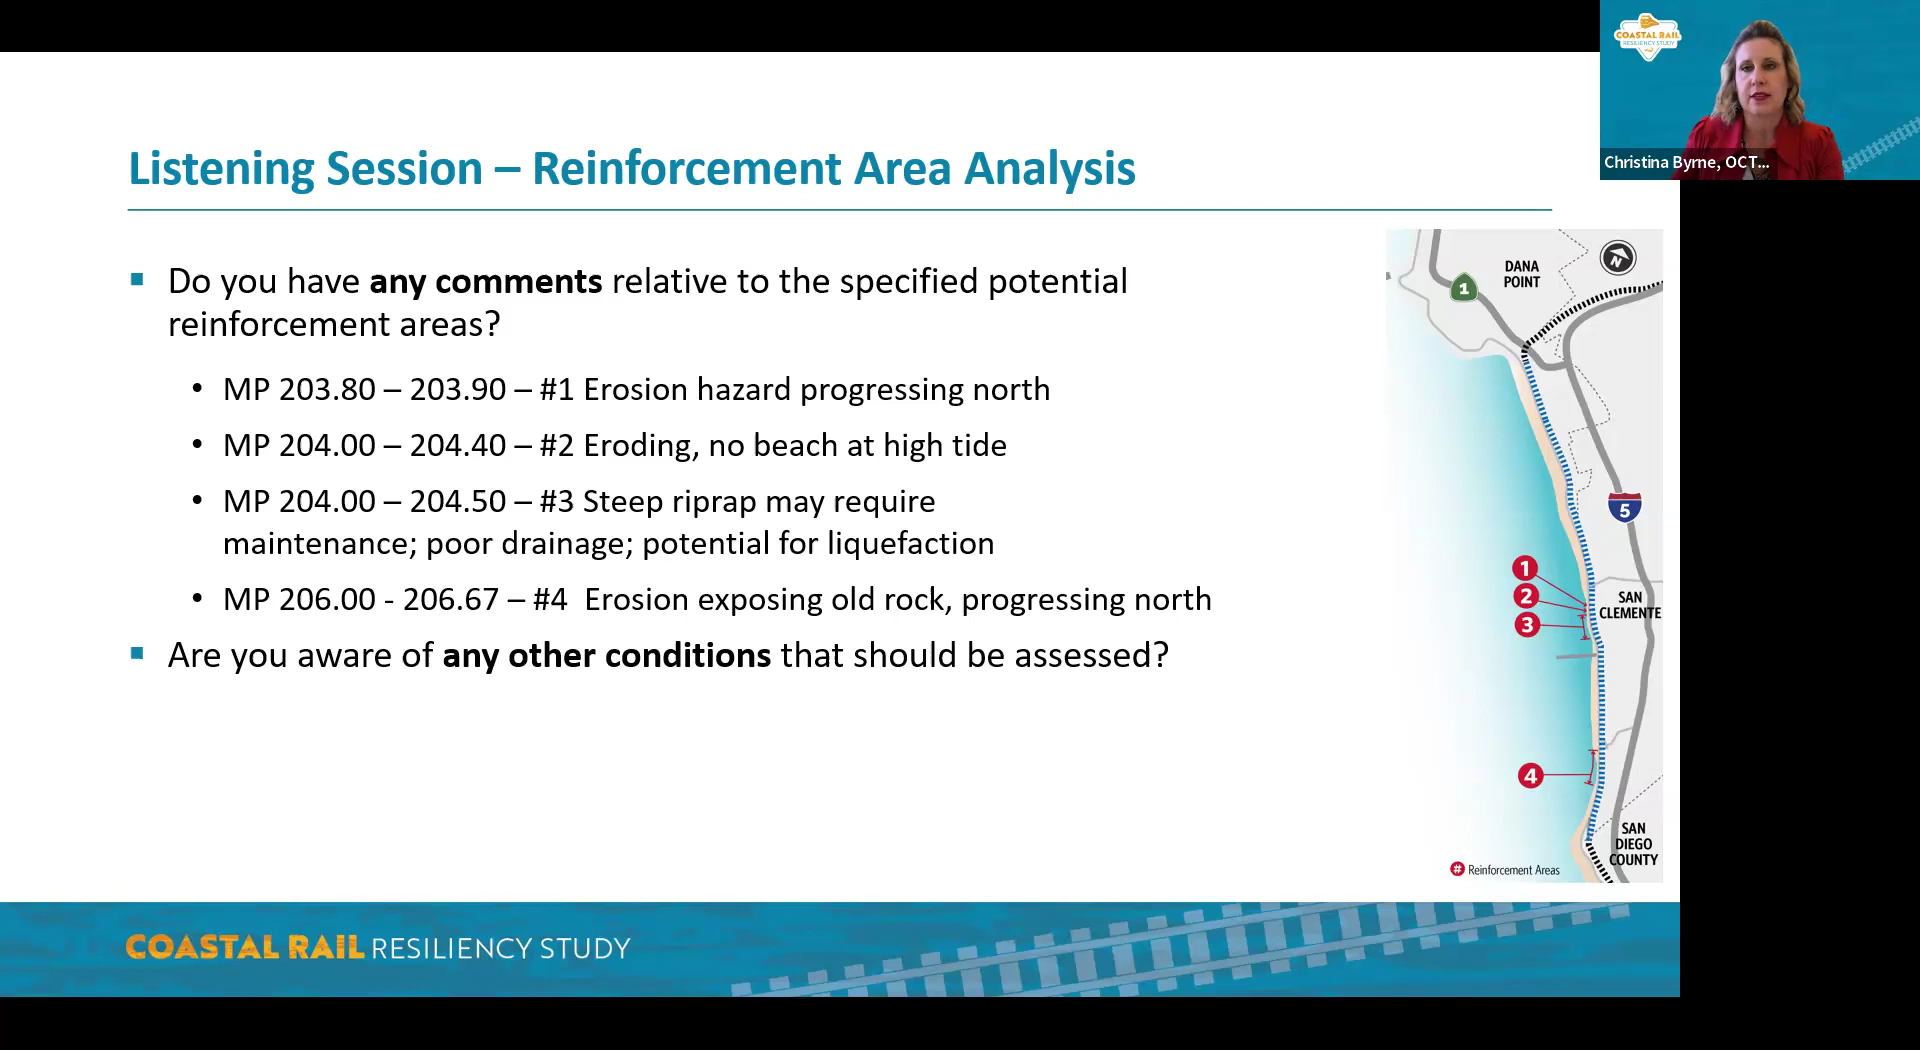 COASTAL RAIL
RESILIENCY STUDY
Christina Byrne, OCT...
Listening Session – Reinforcement Area Analysis
Do you have any comments relative to the specified potential
reinforcement areas?
• MP 203.80 – 203.90 – #1 Erosion hazard progressing north
• MP 204.00 – 204.40 – #2 Eroding, no beach at high tide
• MP 204.00 – 204.50 – #3 Steep riprap may require
maintenance; poor drainage; potential for liquefaction
• MP 206.00 - 206.67 – #4 Erosion exposing old rock, progressing north
Are you aware of any other conditions that should be assessed?
DANA
POINT
N
1
5
1
2
3
SAN
CLEMENTE
4
SAN
DIEGO
COUNTY
# Reinforcement Areas
COASTAL RAIL RESILIENCY STUDY